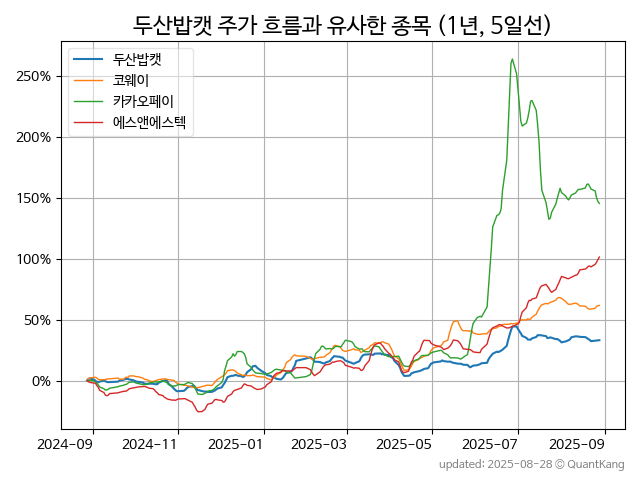 두산밥캣 주가 흐름과 유사한 종목 (1년, 5일선)
두산밥캣
코웨이
카카오페이
에스앤에스텍
250%
200%
150%
100%
50%
0%
2024-09 2024-11 2025-01 2025-03 2025-05 2025-07 2025-09
updated: 2025-08-28 © QuantKang